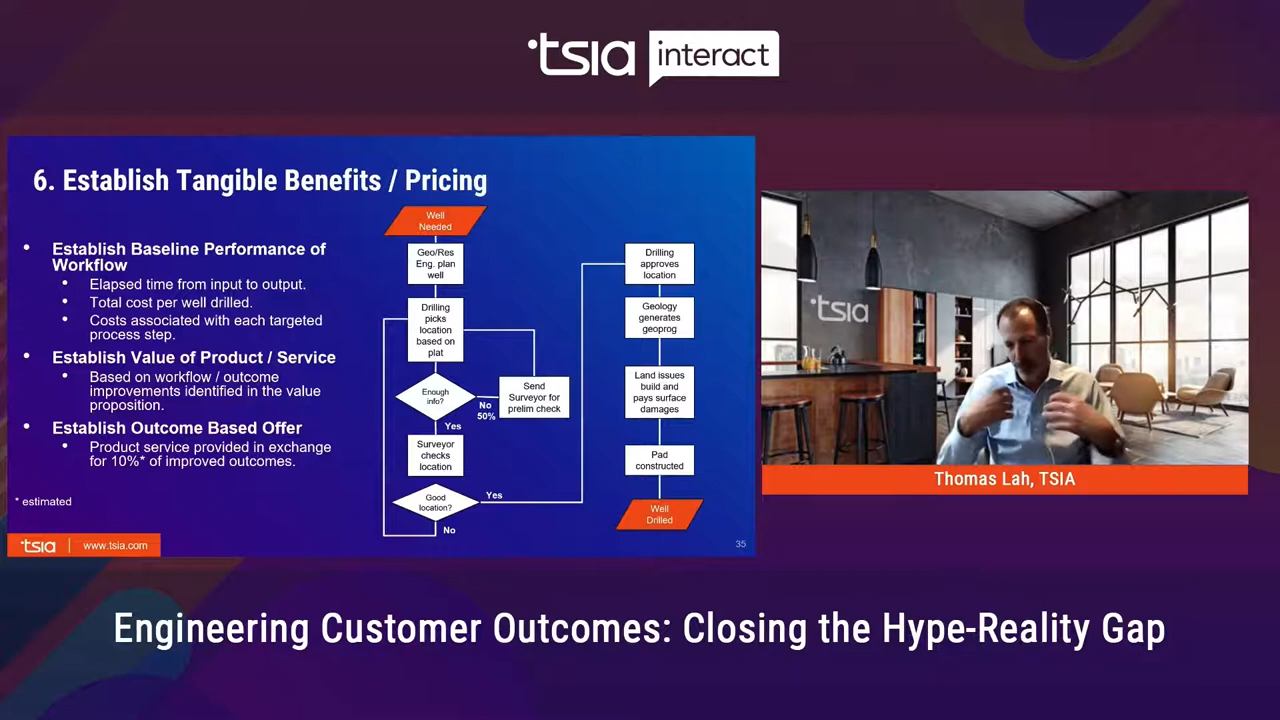 tsia interact
6. Establish Tangible Benefits / Pricing
• Establish Baseline Performance of
Workflow
• Elapsed time from input to output.
• Total cost per well drilled.
• Costs associated with each targeted
process step.
• Establish Value of Product / Service
• Based on workflow / outcome
improvements identified in the value
proposition.
• Establish Outcome Based Offer
• Product service provided in exchange
for 10%* of improved outcomes.
* estimated
Well
Needed
Geo/Res
Eng. plan
well
Drilling
picks
location
based on
plat
Enough
info?
No
50%
Send
Surveyor for
prelim check
Yes
Surveyor
checks
location
Good
location?
Yes
No
Drilling
approves
location
Geology
generates
geoprog
Land issues
build and
pays surface
damages
Pad
constructed
Well
Drilled
tsia | www.tsia.com
35
tsia
Thomas Lah, TSIA
Engineering Customer Outcomes: Closing the Hype-Reality Gap